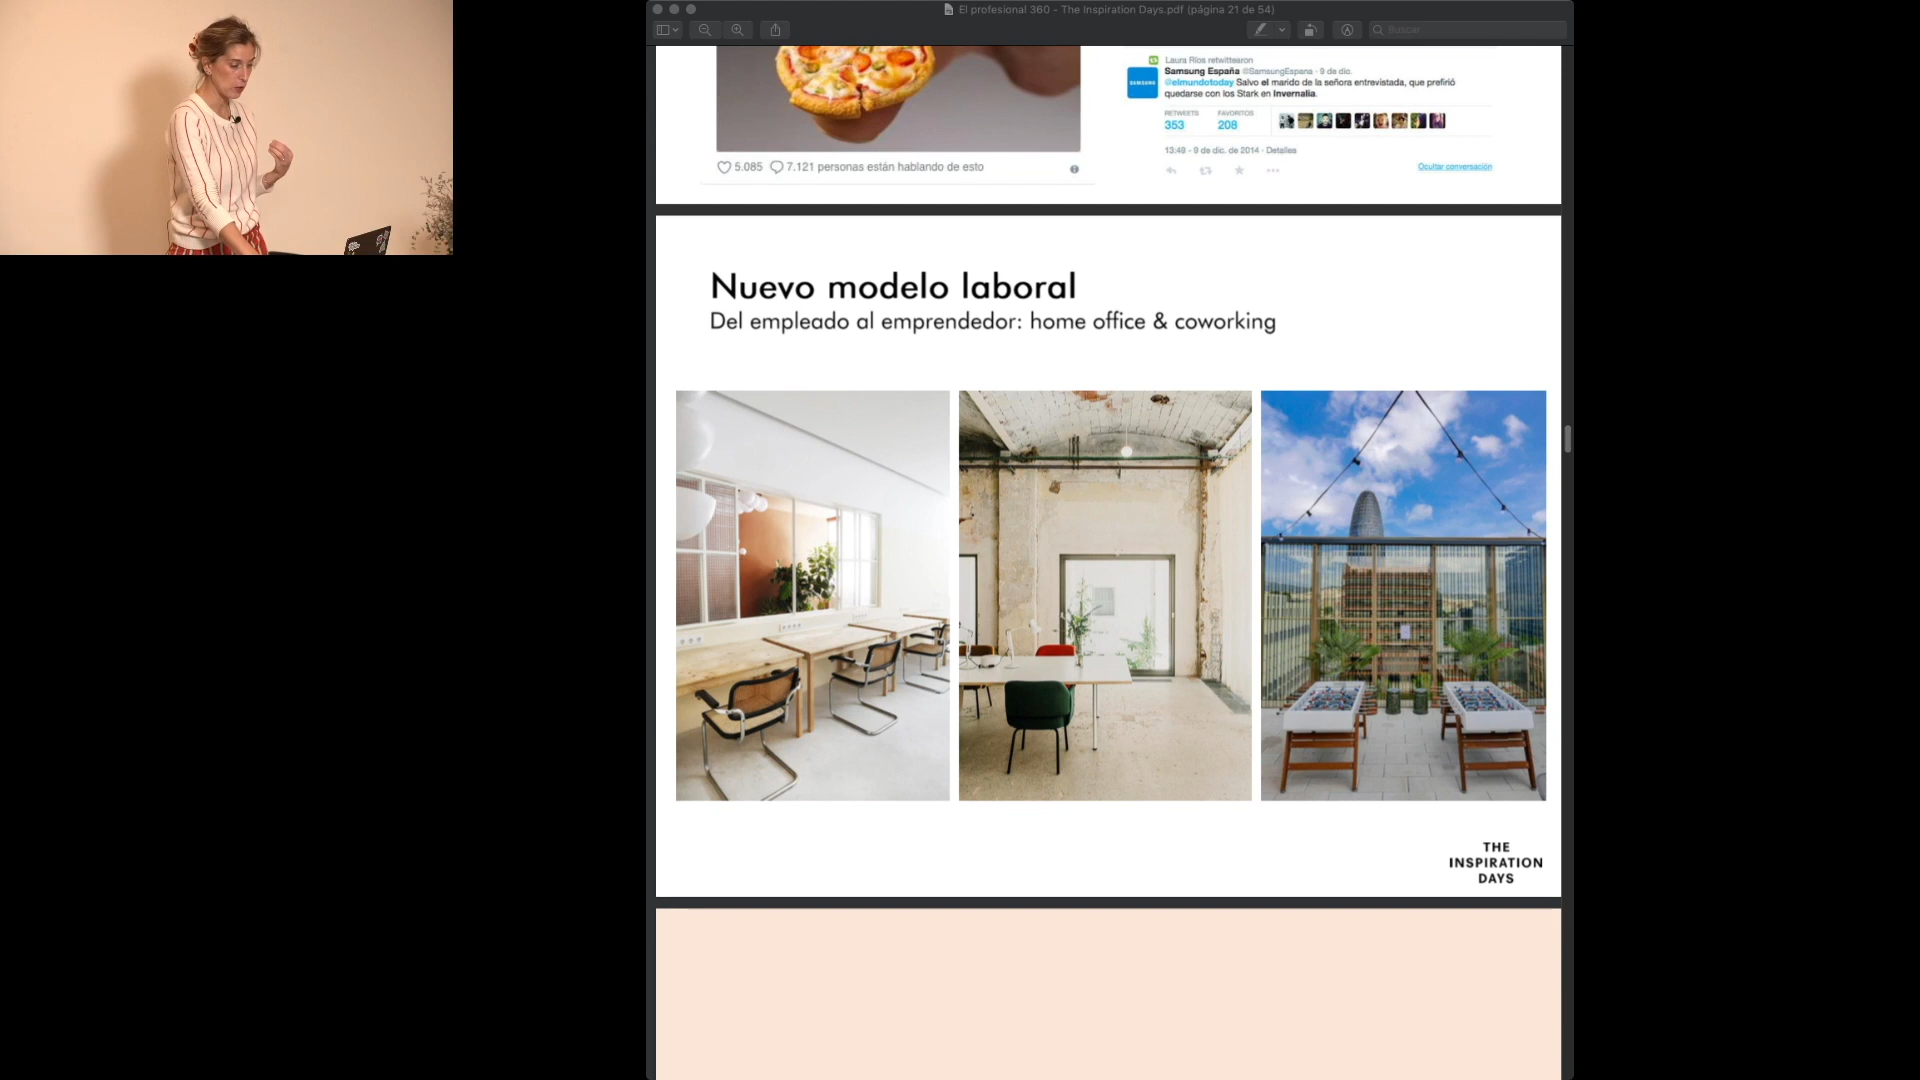 El profesional 360 - The Inspiration Days.pdf (página 21 de 54)
Buscar
5.085 7.121 personas están hablando de esto
Laura Ríos retwittearon
SAMSUNG
Samsung España @SamsungEspana · 9 de dic.
@elmundotoday Salvo el marido de la señora entrevistada, que prefirió
quedarse con los Stark en Invernalia.
RETWEETS FAVORITOS
353 208
13:49 - 9 de dic. de 2014 · Detalles
Ocultar conversación
Nuevo modelo laboral
Del empleado al emprendedor: home office & coworking
THE
INSPIRATION
DAYS